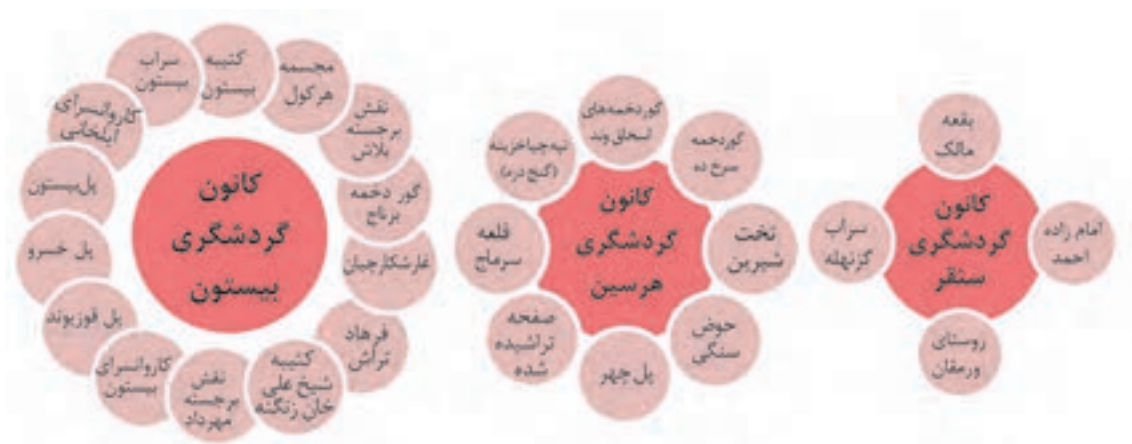 کانون
گردشگری
بیستون
کتیبه
بیستون
مجسمه
هرکول
نقش
برجسته
بلاش
گور دخمه
برناج
غارشکارچیان
فرهاد
تراش
کتیبه
شیخ علی
خان زنگنه
نقش
برجسته
مهرداد
کاروانسرای
بیستون
پل قوزیوند
پل خسرو
پل‌بیستون
کاروانسرای
ایلخانی
سراب
بیستون
کانون
گردشگری
هرسین
گوردخمه‌های
اسحاق وند
گوردخمه
سرخ ده
تخت
شیرین
حوض
سنگی
پل چهر
صفحه
تراشیده
شده
قلعه
سرماج
تپه‌چیاخزینه
(گنج دره)
کانون
گردشگری
سنقر
بقعه
مالک
امام زاده
احمد
روستای
ورمقان
سراب
گزنهله